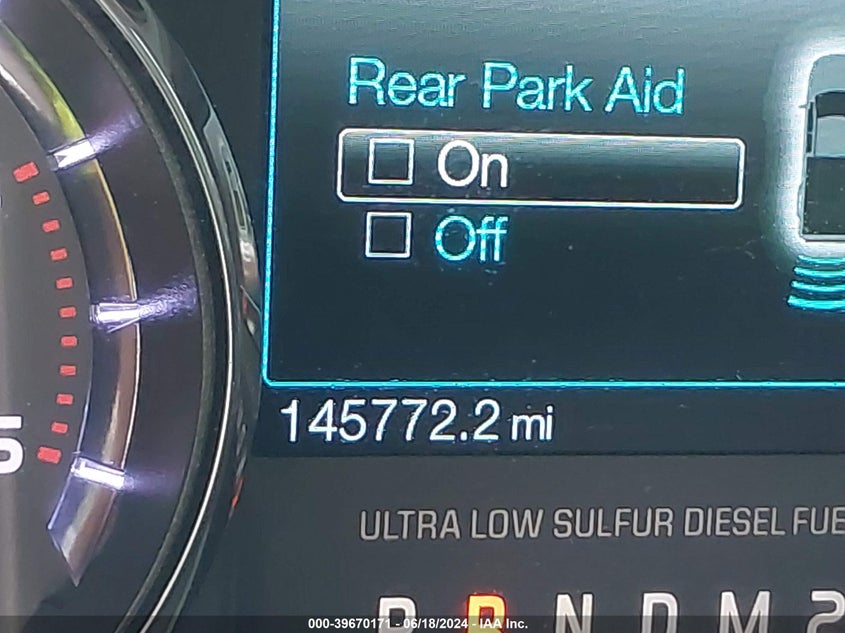 Rear Park Aid
On
Off
145772.2 mi
ULTRA LOW SULFUR DIESEL FUE
P R N D M 2
000-39670171 - 06/18/2024 - IAA Inc.